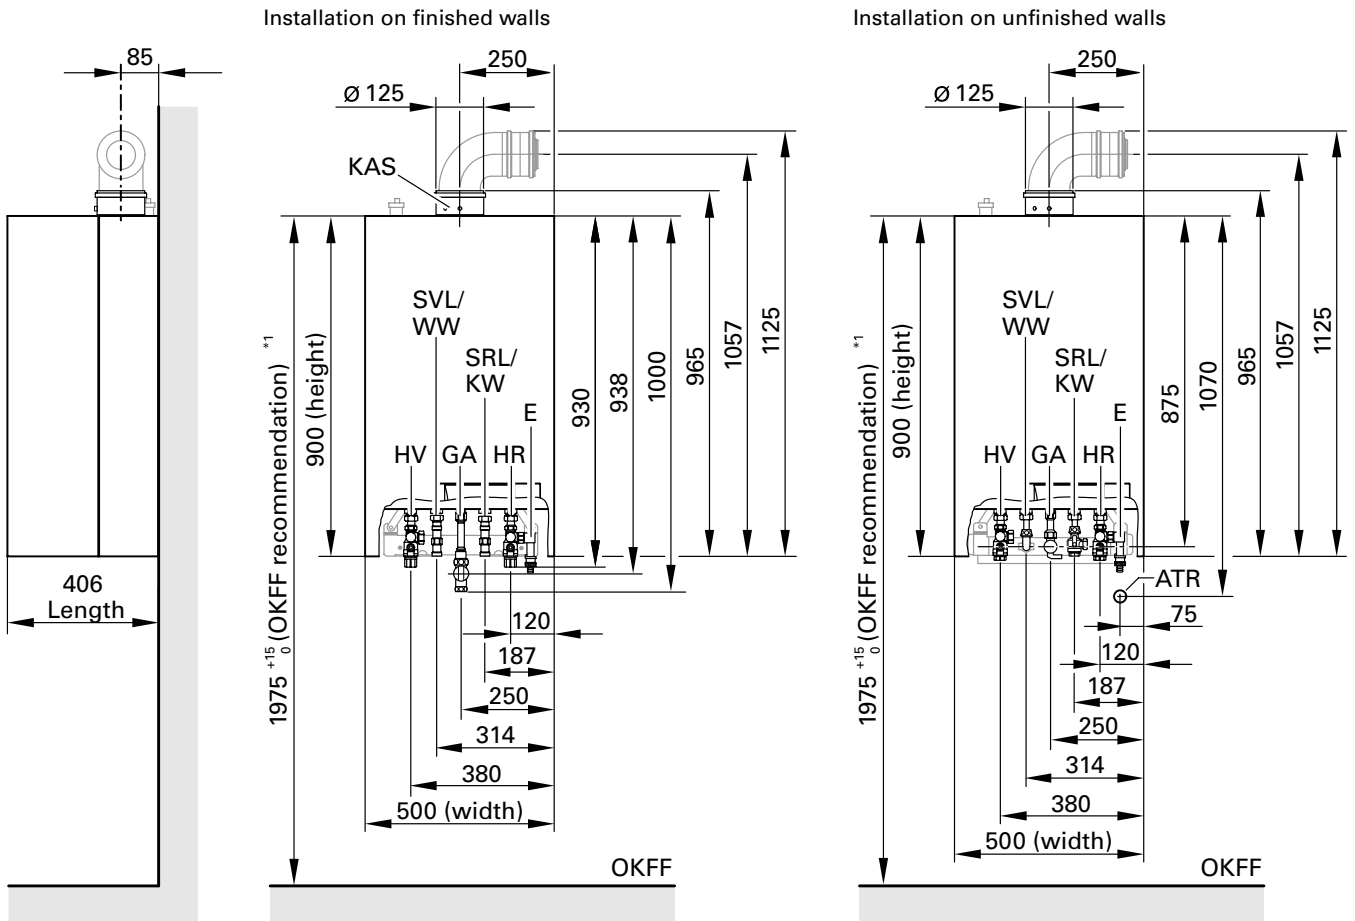 Installation on finished walls
Installation on unfinished walls
85
406
Length
250
Ø 125
KAS
SVL/
WW
SRL/
KW
E
HV
GA
HR
1975 +15 0 (OKFF recommendation) *1
900 (height)
930
938
1000
965
1057
1125
120
187
250
314
380
500 (width)
OKFF
250
Ø 125
SVL/
WW
SRL/
KW
E
HV
GA
HR
1975 +15 0 (OKFF recommendation) *1
900 (height)
875
1070
965
1057
1125
ATR
75
120
187
250
314
380
500 (width)
OKFF